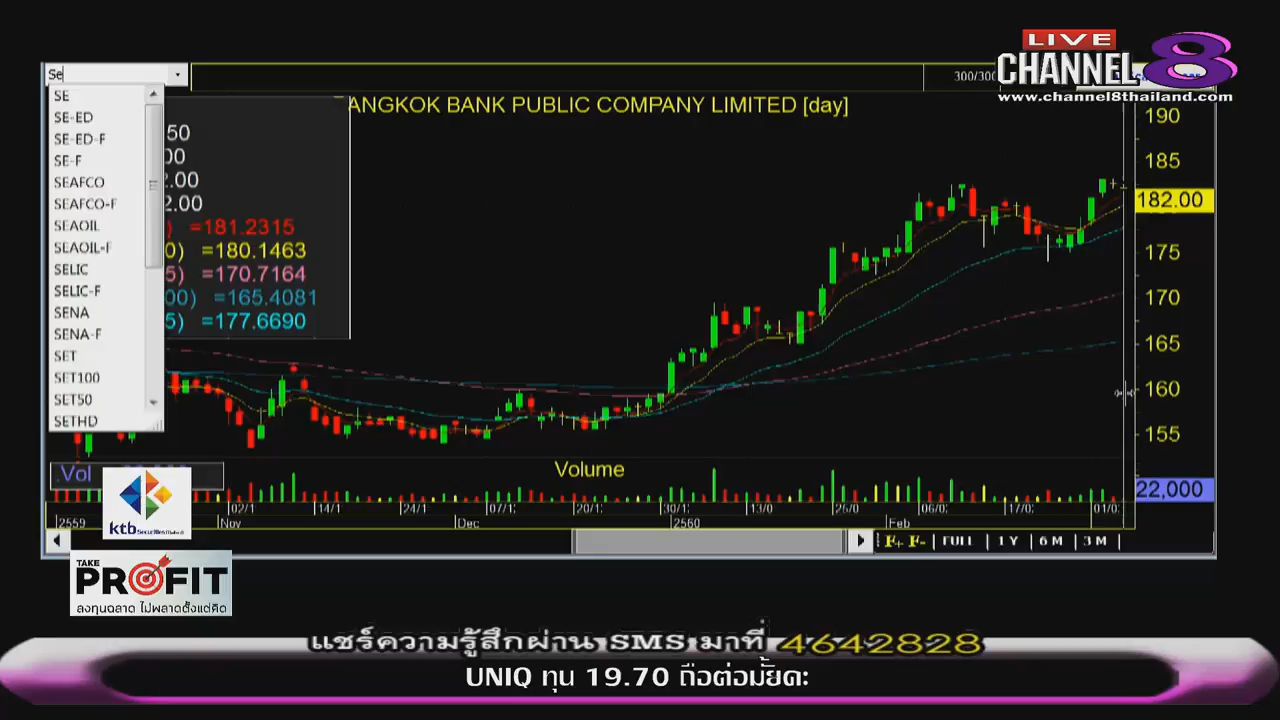 LIVE
CHANNEL 8
www.channel8thailand.com
Se
300/300
SE
SE-ED
SE-ED-F
SE-F
SEAFCO
SEAFCO-F
SEAOIL
SEAOIL-F
SELIC
SELIC-F
SENA
SENA-F
SET
SET100
SET50
SETHD
ANGKOK BANK PUBLIC COMPANY LIMITED [day]
50
00
2.00
2.00
) =181.2315
0) =180.1463
5) =170.7164
00) =165.4081
5) =177.6690
190
185
182.00
175
170
165
160
155
Vol
Volume
22,000
02/1
14/1
24/1
07/1
20/1
30/1
13/0
26/0
06/0
17/0
01/0
2559
Nov
Dec
2560
Feb
F+ F- FULL 1 Y 6 M 3 M
ktb Securities
TAKE
PROFIT
ลงทุนฉลาด ไม่พลาดตั้งแต่คิด
แชร์ความรู้สึกผ่าน SMS มาที่ 4642828
UNIQ ทุน 19.70 ถือต่อมั้ยคะ